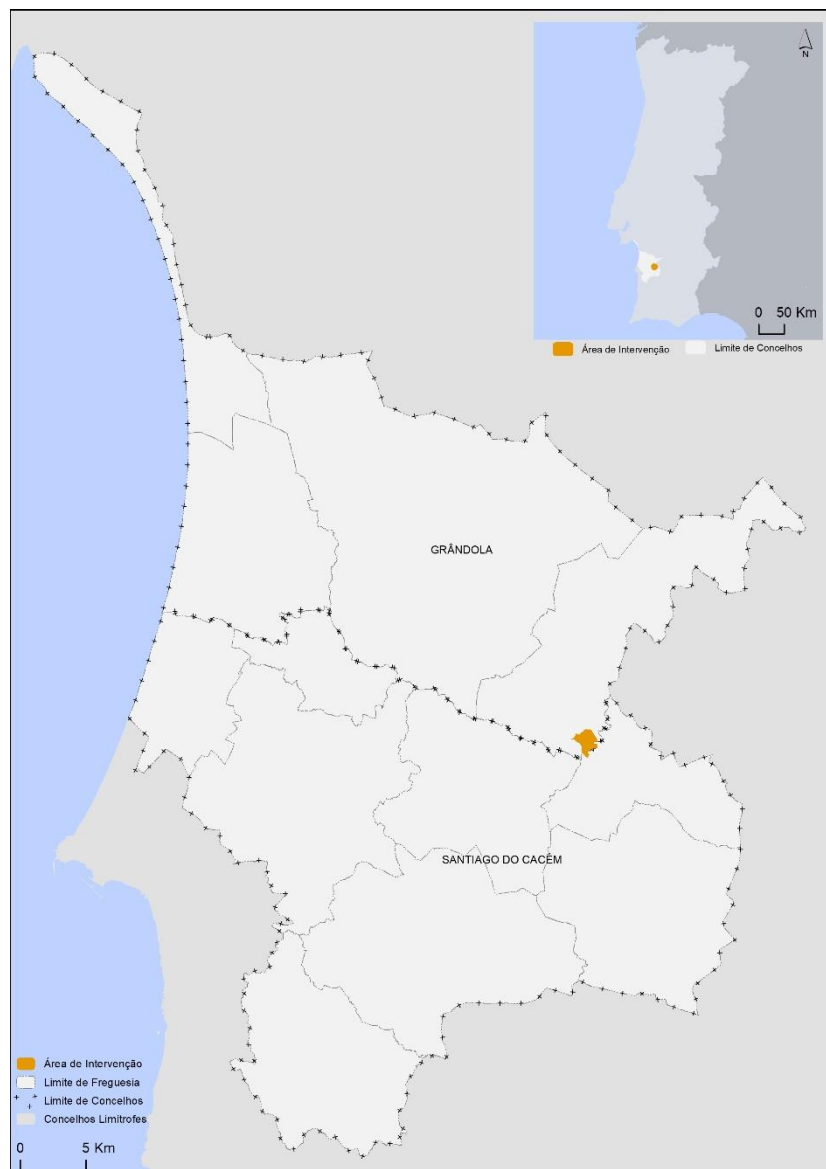 N
0 50 Km
Área de Intervenção Limite de Concelhos
GRÂNDOLA
SANTIAGO DO CACÉM
Área de Intervenção
Limite de Freguesia
Limite de Concelhos
Concelhos Limítrofes
0 5 Km